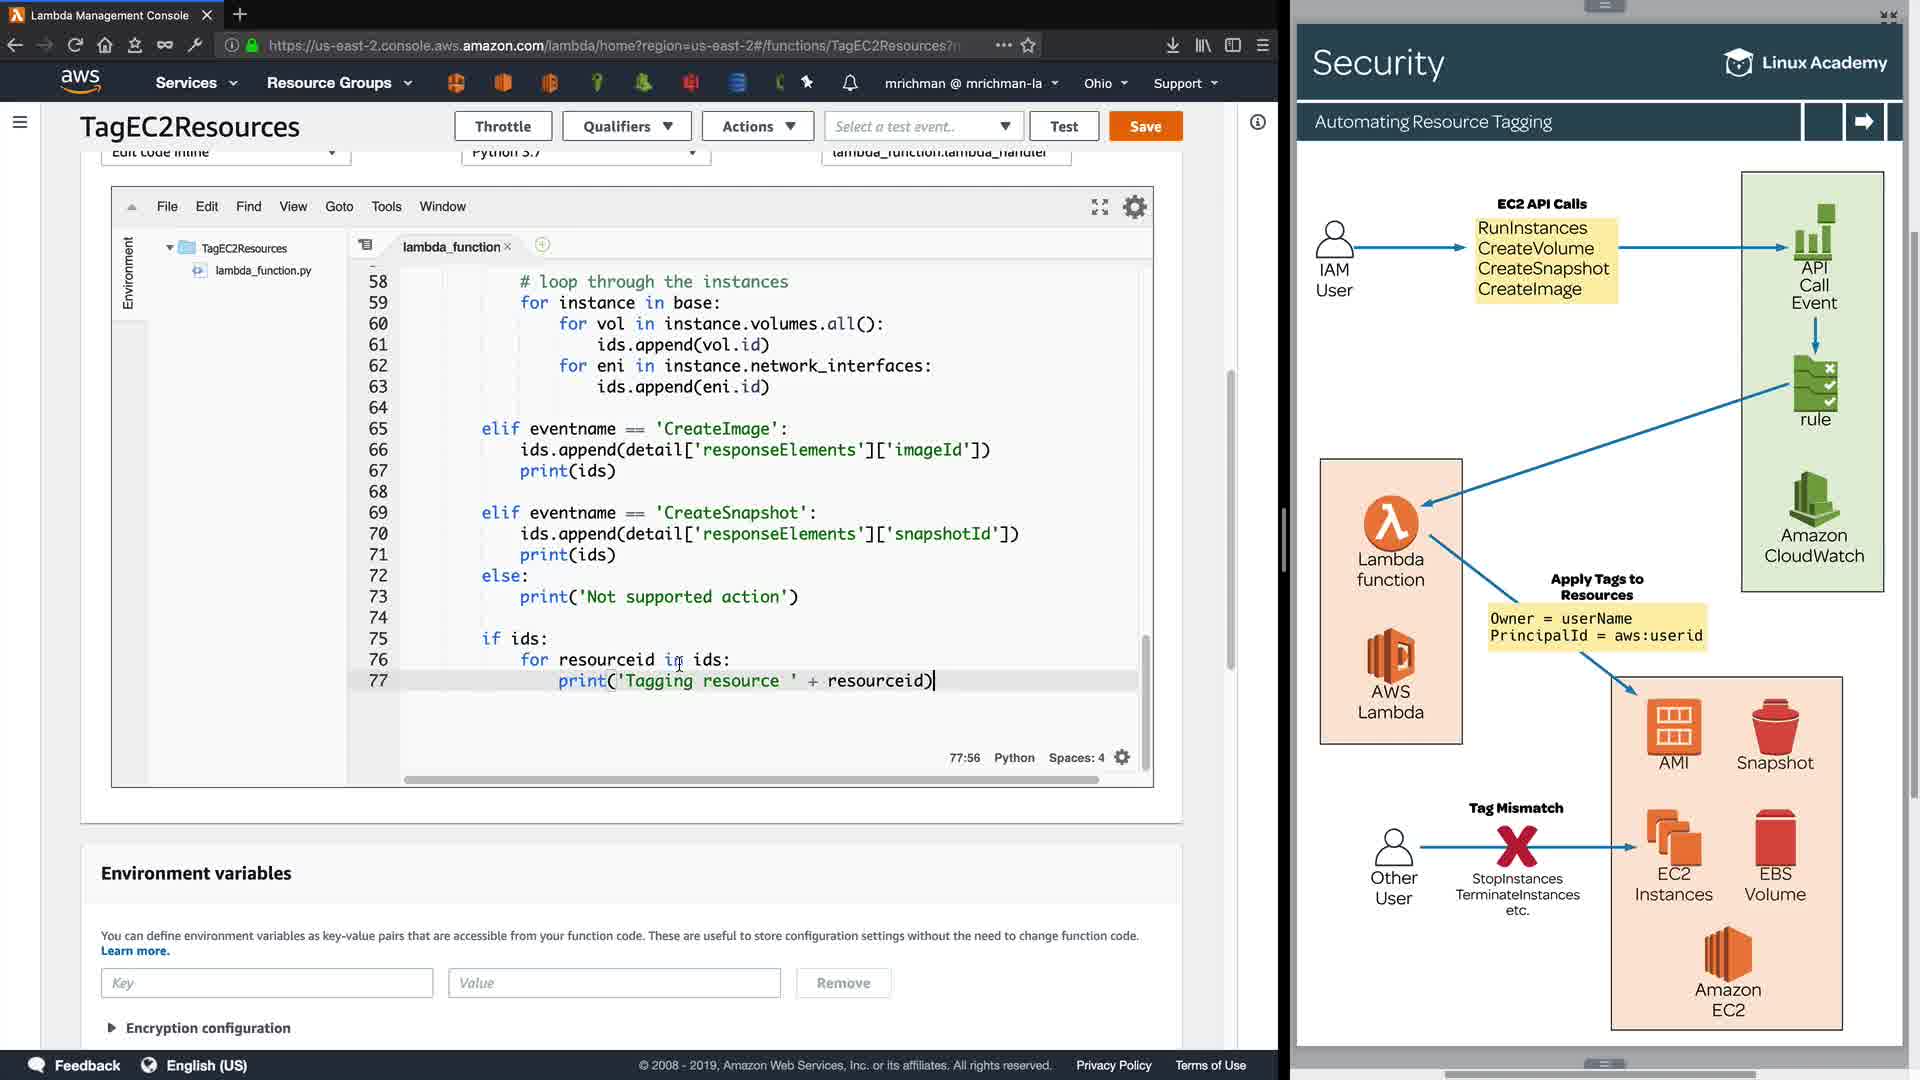 Lambda Management Console
https://us-east-2.console.aws.amazon.com/lambda/home?region=us-east-2#/functions/TagEC2Resources?
aws
Services
Resource Groups
mrichman @ mrichman-la
Ohio
Support
TagEC2Resources
Throttle
Qualifiers
Actions
Select a test event..
Test
Save
Edit code inline
Python 3.7
lambda_function.lambda_handler
File Edit Find View Goto Tools Window
Environment
TagEC2Resources
lambda_function.py
lambda_function
58 # loop through the instances
59 for instance in base:
60 for vol in instance.volumes.all():
61 ids.append(vol.id)
62 for eni in instance.network_interfaces:
63 ids.append(eni.id)
64
65 elif eventname == 'CreateImage':
66 ids.append(detail['responseElements']['imageId'])
67 print(ids)
68
69 elif eventname == 'CreateSnapshot':
70 ids.append(detail['responseElements']['snapshotId'])
71 print(ids)
72 else:
73 print('Not supported action')
74
75 if ids:
76 for resourceid in ids:
77 print('Tagging resource ' + resourceid)
77:56 Python Spaces: 4
Environment variables
You can define environment variables as key-value pairs that are accessible from your function code. These are useful to store configuration settings without the need to change function code.
Learn more.
Key
Value
Remove
Encryption configuration
Feedback
English (US)
© 2008 - 2019, Amazon Web Services, Inc. or its affiliates. All rights reserved.
Privacy Policy
Terms of Use
Security
Linux Academy
Automating Resource Tagging
IAM
User
EC2 API Calls
RunInstances
CreateVolume
CreateSnapshot
CreateImage
API
Call
Event
rule
Amazon
CloudWatch
Lambda
function
AWS
Lambda
Apply Tags to
Resources
Owner = userName
PrincipalId = aws:userid
AMI
Snapshot
Tag Mismatch
Other
User
StopInstances
TerminateInstances
etc.
EC2
Instances
EBS
Volume
Amazon
EC2